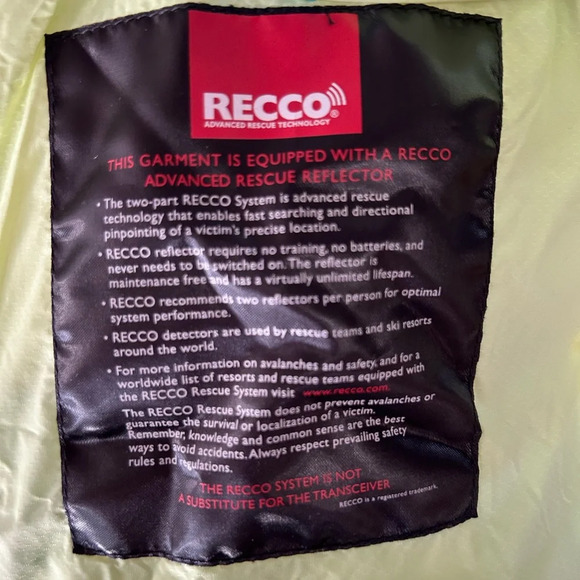 RECCO®
ADVANCED RESCUE TECHNOLOGY
THIS GARMENT IS EQUIPPED WITH A RECCO
ADVANCED RESCUE REFLECTOR
• The two-part RECCO System is advanced rescue
technology that enables fast searching and directional
pinpointing of a victim's precise location.
• RECCO reflector requires no training, no batteries, and
never needs to be switched on. The reflector is
maintenance free and has a virtually unlimited lifespan.
• RECCO recommends two reflectors per person for optimal
system performance.
• RECCO detectors are used by rescue teams and ski resorts
around the world.
• For more information on avalanches and safety, and for a
worldwide list of resorts and rescue teams equipped with
the RECCO Rescue System visit www.recco.com.
The RECCO Rescue System does not prevent avalanches or
guarantee the survival or localization of a victim.
Remember, knowledge and common sense are the best
ways to avoid accidents. Always respect prevailing safety
rules and regulations.
THE RECCO SYSTEM IS NOT
A SUBSTITUTE FOR THE TRANSCEIVER
RECCO is a registered trademark.